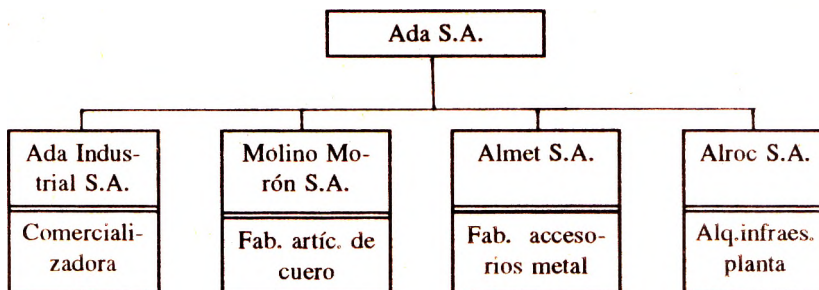 Ada S.A.
Ada Indus-
trial S.A.
Comerciali-
zadora
Molino Mo-
rón S.A.
Fab. artíc. de
cuero
Almet S.A.
Fab. acceso-
rios metal
Alroc S.A.
Alq.infraes.
planta